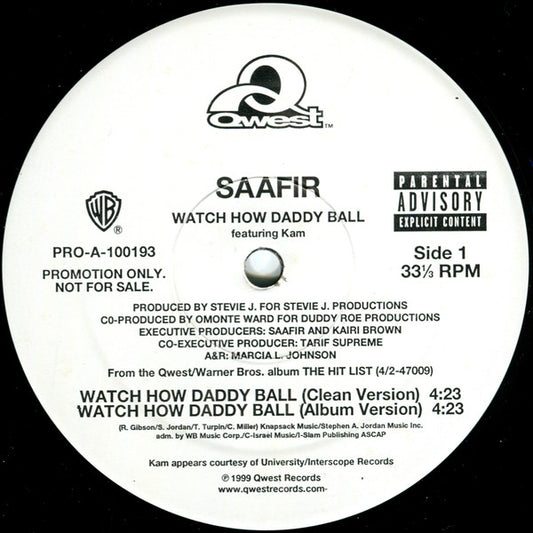 Qwest™
SAAFIR
WATCH HOW DADDY BALL
featuring Kam
WB®
PRO-A-100193
PROMOTION ONLY.
NOT FOR SALE.
PARENTAL
ADVISORY
EXPLICIT CONTENT
Side 1
33⅓ RPM
PRODUCED BY STEVIE J. FOR STEVIE J. PRODUCTIONS
CO-PRODUCED BY OMONTE WARD FOR DUDDY ROE PRODUCTIONS
EXECUTIVE PRODUCERS: SAAFIR AND KAIRI BROWN
CO-EXECUTIVE PRODUCER: TARIF SUPREME
A&R: MARCIA L. JOHNSON
From the Qwest/Warner Bros. album THE HIT LIST (4/2-47009)
WATCH HOW DADDY BALL (Clean Version) 4:23
WATCH HOW DADDY BALL (Album Version) 4:23
(R. Gibson/S. Jordan/T. Turpin/C. Miller) Knapsack Music/Stephen A. Jordan Music Inc.
adm. by WB Music Corp./C-Israel Music/I-Slam Publishing ASCAP
Kam appears courtesy of University/Interscope Records
℗ 1999 Qwest Records
www.qwestrecords.com